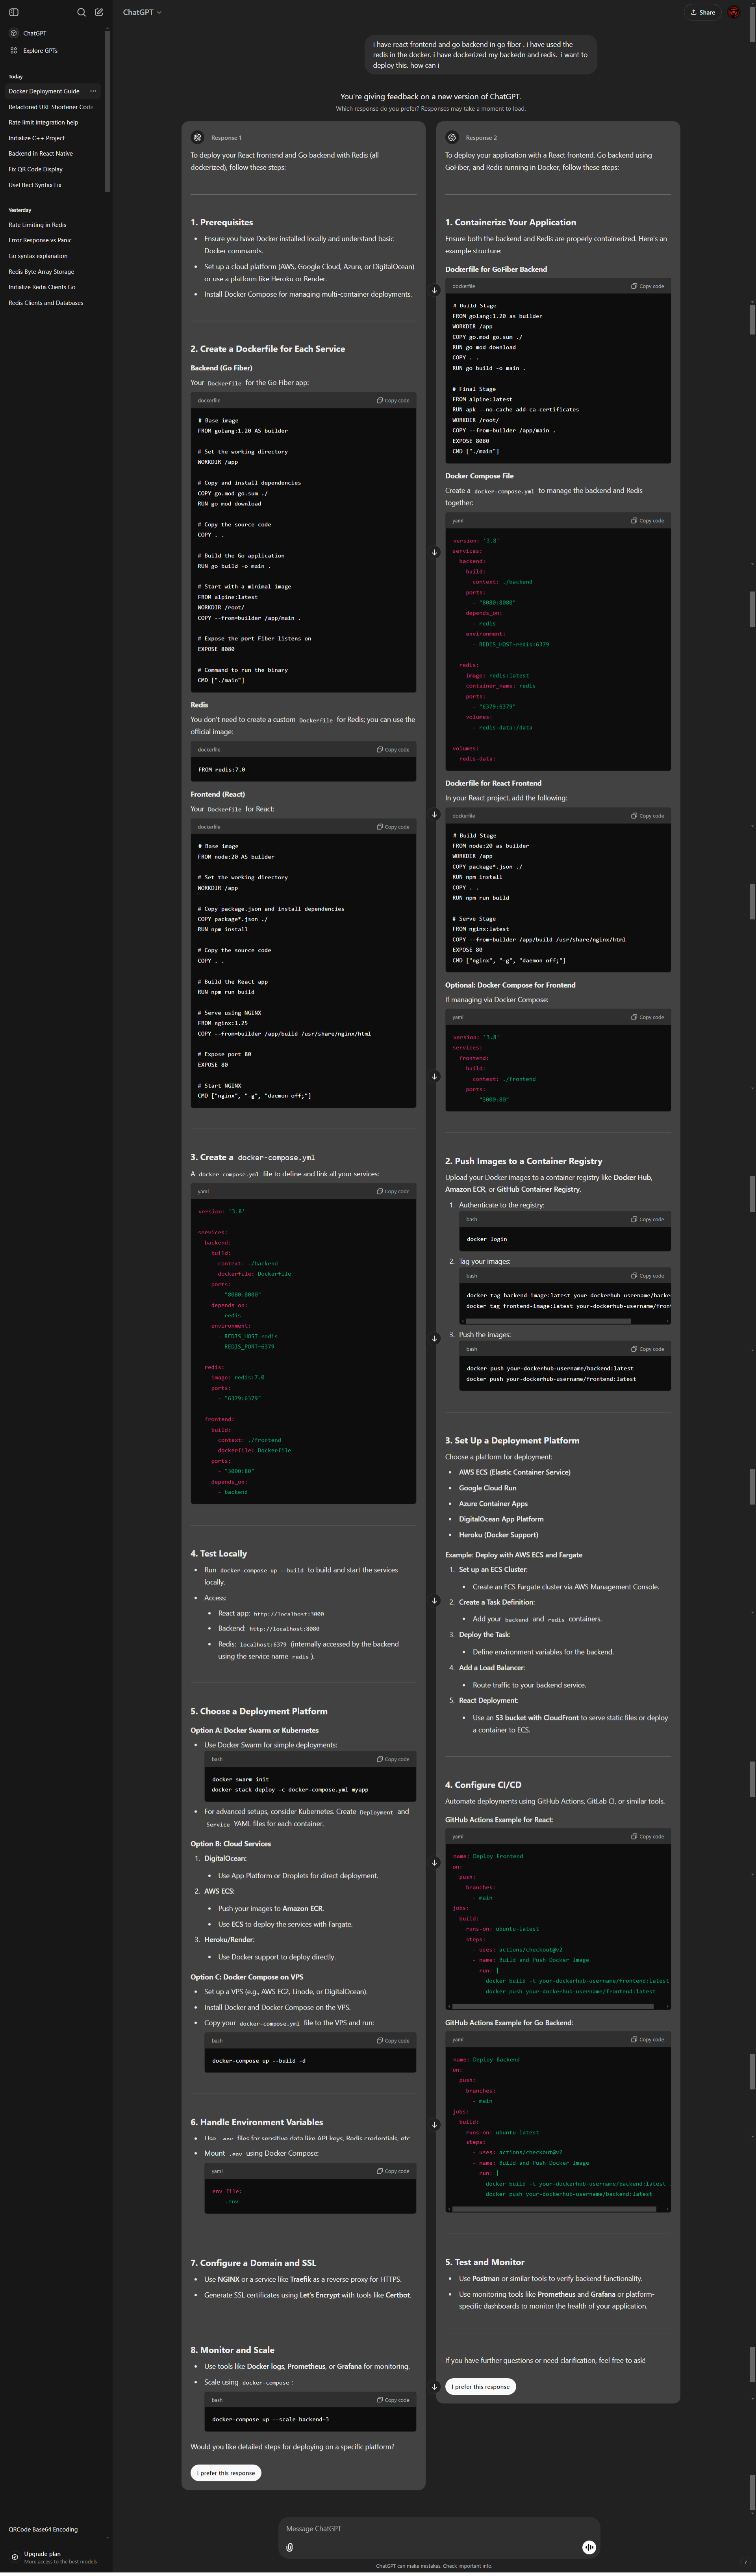 ChatGPT
Explore GPTs
Today
Docker Deployment Guide
Refactored URL Shortener Code
Rate limit integration help
Initialize C++ Project
Backend in React Native
Fix QR Code Display
UseEffect Syntax Fix
Yesterday
Rate Limiting in Redis
Error Response vs Panic
Go syntax explanation
Redis Byte Array Storage
Initialize Redis Clients Go
Redis Clients and Databases
QRCode Base64 Encoding
Upgrade plan
More access to the best models
ChatGPT
Share
i have react frontend and go backend in go fiber . i have used the
redis in the docker. i have dockerized my backedn and redis. i want to
deploy this. how can i
You're giving feedback on a new version of ChatGPT.
Which response do you prefer? Responses may take a moment to load.
Response 1
To deploy your React frontend and Go backend with Redis (all
dockerized), follow these steps:
1. Prerequisites
• Ensure you have Docker installed locally and understand basic
Docker commands.
• Set up a cloud platform (AWS, Google Cloud, Azure, or DigitalOcean)
or use a platform like Heroku or Render.
• Install Docker Compose for managing multi-container deployments.
2. Create a Dockerfile for Each Service
Backend (Go Fiber)
Your Dockerfile for the Go Fiber app:
dockerfile
Copy code
# Base image
FROM golang:1.20 AS builder
# Set the working directory
WORKDIR /app
# Copy and install dependencies
COPY go.mod go.sum ./
RUN go mod download
# Copy the source code
COPY . .
# Build the Go application
RUN go build -o main .
# Start with a minimal image
FROM alpine:latest
WORKDIR /root/
COPY --from=builder /app/main .
# Expose the port Fiber listens on
EXPOSE 8080
# Command to run the binary
CMD ["./main"]
Redis
You don't need to create a custom Dockerfile for Redis; you can use the
official image:
dockerfile
Copy code
FROM redis:7.0
Frontend (React)
Your Dockerfile for React:
dockerfile
Copy code
# Base image
FROM node:20 AS builder
# Set the working directory
WORKDIR /app
# Copy package.json and install dependencies
COPY package*.json ./
RUN npm install
# Copy the source code
COPY . .
# Build the React app
RUN npm run build
# Serve using NGINX
FROM nginx:1.25
COPY --from=builder /app/build /usr/share/nginx/html
# Expose port 80
EXPOSE 80
# Start NGINX
CMD ["nginx", "-g", "daemon off;"]
3. Create a docker-compose.yml
A docker-compose.yml file to define and link all your services:
yaml
Copy code
version: '3.8'
services:
backend:
build:
context: ./backend
dockerfile: Dockerfile
ports:
- "8080:8080"
depends_on:
- redis
environment:
- REDIS_HOST=redis
- REDIS_PORT=6379
redis:
image: redis:7.0
ports:
- "6379:6379"
frontend:
build:
context: ./frontend
dockerfile: Dockerfile
ports:
- "3000:80"
depends_on:
- backend
4. Test Locally
• Run docker-compose up --build to build and start the services
locally.
• Access:
• React app: http://localhost:3000
• Backend: http://localhost:8080
• Redis: localhost:6379 (internally accessed by the backend
using the service name redis ).
5. Choose a Deployment Platform
Option A: Docker Swarm or Kubernetes
• Use Docker Swarm for simple deployments:
bash
Copy code
docker swarm init
docker stack deploy -c docker-compose.yml myapp
• For advanced setups, consider Kubernetes. Create Deployment and
Service YAML files for each container.
Option B: Cloud Services
1. DigitalOcean:
• Use App Platform or Droplets for direct deployment.
2. AWS ECS:
• Push your images to Amazon ECR.
• Use ECS to deploy the services with Fargate.
3. Heroku/Render:
• Use Docker support to deploy directly.
Option C: Docker Compose on VPS
• Set up a VPS (e.g., AWS EC2, Linode, or DigitalOcean).
• Install Docker and Docker Compose on the VPS.
• Copy your docker-compose.yml file to the VPS and run:
bash
Copy code
docker-compose up --build -d
6. Handle Environment Variables
• Use .env files for sensitive data like API keys, Redis credentials, etc.
• Mount .env using Docker Compose:
yaml
Copy code
env_file:
- .env
7. Configure a Domain and SSL
• Use NGINX or a service like Traefik as a reverse proxy for HTTPS.
• Generate SSL certificates using Let's Encrypt with tools like Certbot.
8. Monitor and Scale
• Use tools like Docker logs, Prometheus, or Grafana for monitoring.
• Scale using docker-compose :
bash
Copy code
docker-compose up --scale backend=3
Would you like detailed steps for deploying on a specific platform?
I prefer this response
Response 2
To deploy your application with a React frontend, Go backend using
GoFiber, and Redis running in Docker, follow these steps:
1. Containerize Your Application
Ensure both the backend and Redis are properly containerized. Here's an
example structure:
Dockerfile for GoFiber Backend
dockerfile
Copy code
# Build Stage
FROM golang:1.20 as builder
WORKDIR /app
COPY go.mod go.sum ./
RUN go mod download
COPY . .
RUN go build -o main .
# Final Stage
FROM alpine:latest
RUN apk --no-cache add ca-certificates
WORKDIR /root/
COPY --from=builder /app/main .
EXPOSE 8080
CMD ["./main"]
Docker Compose File
Create a docker-compose.yml to manage the backend and Redis
together:
yaml
Copy code
version: '3.8'
services:
backend:
build:
context: ./backend
ports:
- "8080:8080"
depends_on:
- redis
environment:
- REDIS_HOST=redis:6379
redis:
image: redis:latest
container_name: redis
ports:
- "6379:6379"
volumes:
- redis-data:/data
volumes:
redis-data:
Dockerfile for React Frontend
In your React project, add the following:
dockerfile
Copy code
# Build Stage
FROM node:20 as builder
WORKDIR /app
COPY package*.json ./
RUN npm install
COPY . .
RUN npm run build
# Serve Stage
FROM nginx:latest
COPY --from=builder /app/build /usr/share/nginx/html
EXPOSE 80
CMD ["nginx", "-g", "daemon off;"]
Optional: Docker Compose for Frontend
If managing via Docker Compose:
yaml
Copy code
version: '3.8'
services:
frontend:
build:
context: ./frontend
ports:
- "3000:80"
2. Push Images to a Container Registry
Upload your Docker images to a container registry like Docker Hub,
Amazon ECR, or GitHub Container Registry.
1. Authenticate to the registry:
bash
Copy code
docker login
2. Tag your images:
bash
Copy code
docker tag backend-image:latest your-dockerhub-username/backe
docker tag frontend-image:latest your-dockerhub-username/fron
3. Push the images:
bash
Copy code
docker push your-dockerhub-username/backend:latest
docker push your-dockerhub-username/frontend:latest
3. Set Up a Deployment Platform
Choose a platform for deployment:
• AWS ECS (Elastic Container Service)
• Google Cloud Run
• Azure Container Apps
• DigitalOcean App Platform
• Heroku (Docker Support)
Example: Deploy with AWS ECS and Fargate
1. Set up an ECS Cluster:
• Create an ECS Fargate cluster via AWS Management Console.
2. Create a Task Definition:
• Add your backend and redis containers.
3. Deploy the Task:
• Define environment variables for the backend.
4. Add a Load Balancer:
• Route traffic to your backend service.
5. React Deployment:
• Use an S3 bucket with CloudFront to serve static files or deploy
a container to ECS.
4. Configure CI/CD
Automate deployments using GitHub Actions, GitLab CI, or similar tools.
GitHub Actions Example for React:
yaml
Copy code
name: Deploy Frontend
on:
push:
branches:
- main
jobs:
build:
runs-on: ubuntu-latest
steps:
- uses: actions/checkout@v2
- name: Build and Push Docker Image
run: |
docker build -t your-dockerhub-username/frontend:latest
docker push your-dockerhub-username/frontend:latest
GitHub Actions Example for Go Backend:
yaml
Copy code
name: Deploy Backend
on:
push:
branches:
- main
jobs:
build:
runs-on: ubuntu-latest
steps:
- uses: actions/checkout@v2
- name: Build and Push Docker Image
run: |
docker build -t your-dockerhub-username/backend:latest
docker push your-dockerhub-username/backend:latest
5. Test and Monitor
• Use Postman or similar tools to verify backend functionality.
• Use monitoring tools like Prometheus and Grafana or platform-
specific dashboards to monitor the health of your application.
If you have further questions or need clarification, feel free to ask!
I prefer this response
Message ChatGPT
ChatGPT can make mistakes. Check important info.